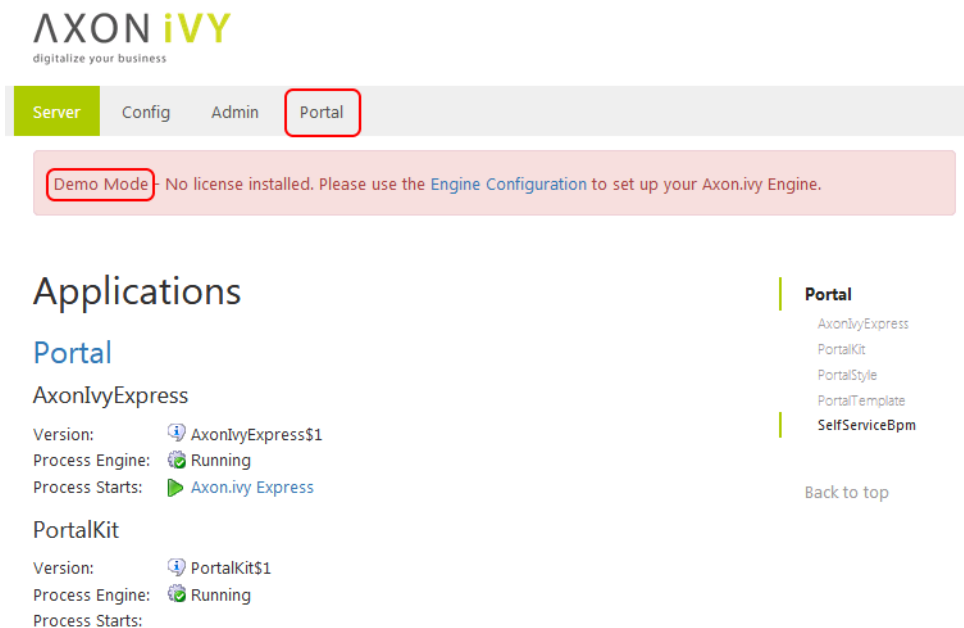 AXON iVY
digitalize your business
Server Config Admin Portal
Demo Mode - No license installed. Please use the Engine Configuration to set up your Axon.ivy Engine.
Applications
Portal
AxonIvyExpress
Version: AxonIvyExpress$1
Process Engine: Running
Process Starts: Axon.ivy Express
PortalKit
Version: PortalKit$1
Process Engine: Running
Process Starts:
Portal
AxonIvyExpress
PortalKit
PortalStyle
PortalTemplate
SelfServiceBpm
Back to top